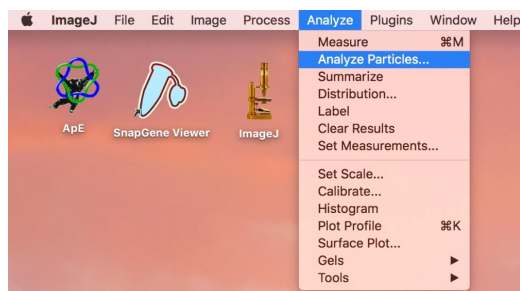 ImageJ File Edit Image Process Analyze Plugins Window Help
Measure ⌘M
Analyze Particles...
Summarize
Distribution...
Label
Clear Results
Set Measurements...
Set Scale...
Calibrate...
Histogram
Plot Profile ⌘K
Surface Plot...
Gels ▶
Tools ▶
ApE
SnapGene Viewer
ImageJ